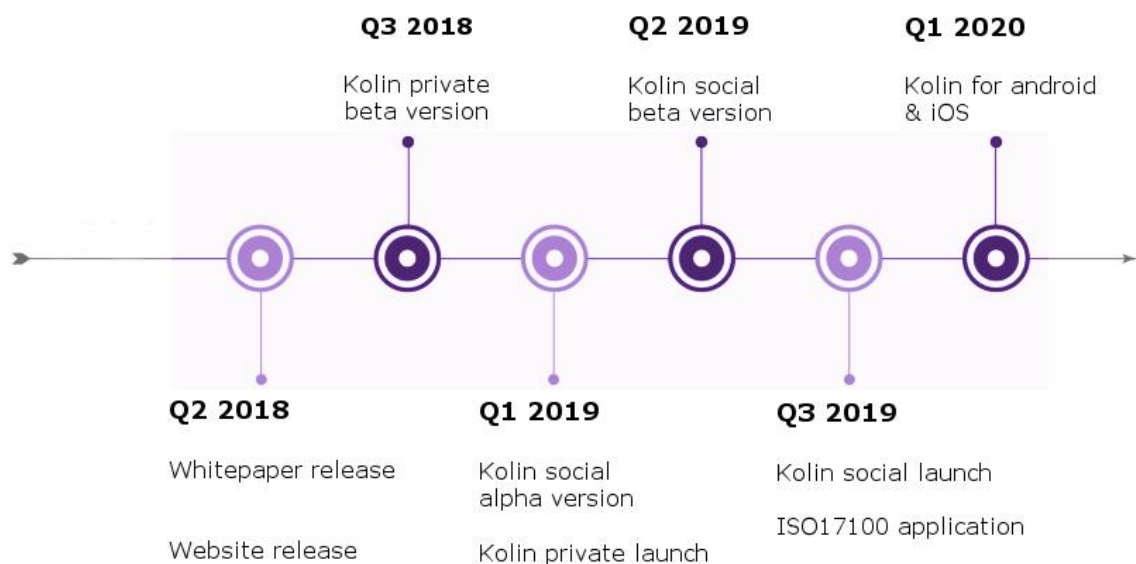 Q3 2018
Kolin private
beta version
Q2 2019
Kolin social
beta version
Q1 2020
Kolin for android
& iOS
Q2 2018
Whitepaper release
Website release
Q1 2019
Kolin social
alpha version
Kolin private launch
Q3 2019
Kolin social launch
ISO17100 application